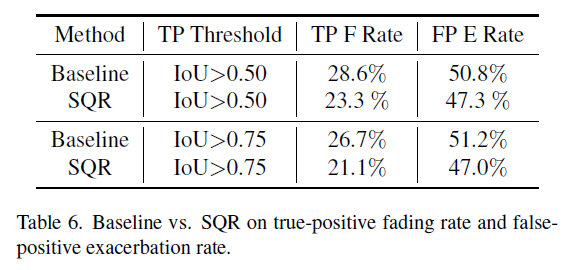 Method TP Threshold TP F Rate FP E Rate
Baseline IoU>0.50 28.6% 50.8%
SQR IoU>0.50 23.3 % 47.3 %
Baseline IoU>0.75 26.7% 51.2%
SQR IoU>0.75 21.1% 47.0%
Table 6. Baseline vs. SQR on true-positive fading rate and false-
positive exacerbation rate.